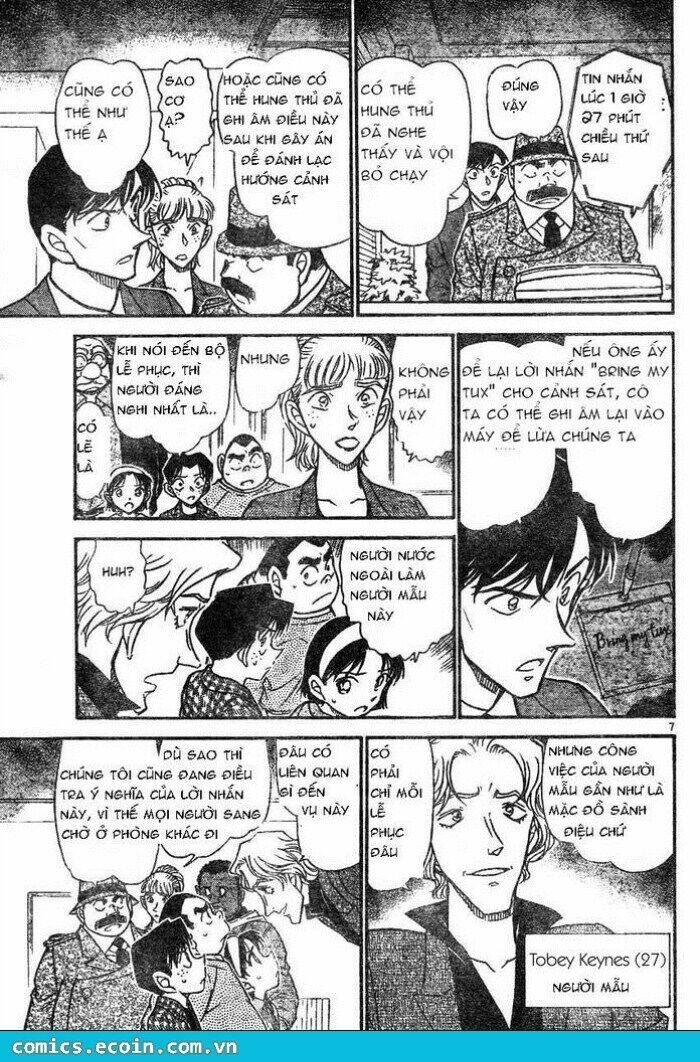 TIN NHẮN
LÚC 1 GIỜ
27 PHÚT
CHIỀU THỨ
SAU
ĐÚNG
VẬY
CÓ THỂ
HUNG THỦ
ĐÃ NGHE
THẤY VÀ VỘI
BỎ CHẠY
HOẶC CŨNG CÓ
THỂ HUNG THỦ ĐÃ
GHI ÂM ĐIỀU NÀY
SAU KHI GÂY ÁN
ĐỂ ĐÁNH LẠC
HƯỚNG CẢNH
SÁT
SAO
CƠ
Ạ?
CŨNG CÓ
THỂ NHƯ
THẾ Ạ
NẾU ÔNG ẤY
ĐỂ LẠI LỜI NHẮN "BRING MY
TUX" CHO CẢNH SÁT, CÔ
TA CÓ THỂ GHI ÂM LẠI VÀO
MÁY ĐỂ LỪA CHÚNG TA
......
Bring my tux
KHÔNG
PHẢI
VẬY
NHƯNG
KHI NÓI ĐẾN BỘ
LỄ PHỤC, THÌ
NGƯỜI ĐÁNG
NGHI NHẤT LÀ..
CÓ
LẼ
LÀ
NGƯỜI NƯỚC
NGOÀI LÀM
NGƯỜI MẪU
NÀY
HUH?
7
NHƯNG CÔNG
VIỆC CỦA NGƯỜI
MẪU GẦN NHƯ LÀ
MẶC ĐỒ SÀNH
ĐIỆU CHỨ
CÓ
PHẢI
CHỈ MỖI
LỄ
PHỤC
ĐÂU
Tobey Keynes (27)
NGƯỜI MẪU
ĐÂU CÓ
LIÊN QUAN
GÌ ĐẾN
VỤ NÀY
DÙ SAO THÌ
CHÚNG TÔI CŨNG ĐANG ĐIỀU
TRA Ý NGHĨA CỦA LỜI NHẮN
NÀY, VÌ THẾ MỌI NGƯỜI SANG
CHỜ Ở PHÒNG KHÁC ĐI
comics.ecoin.com.vn